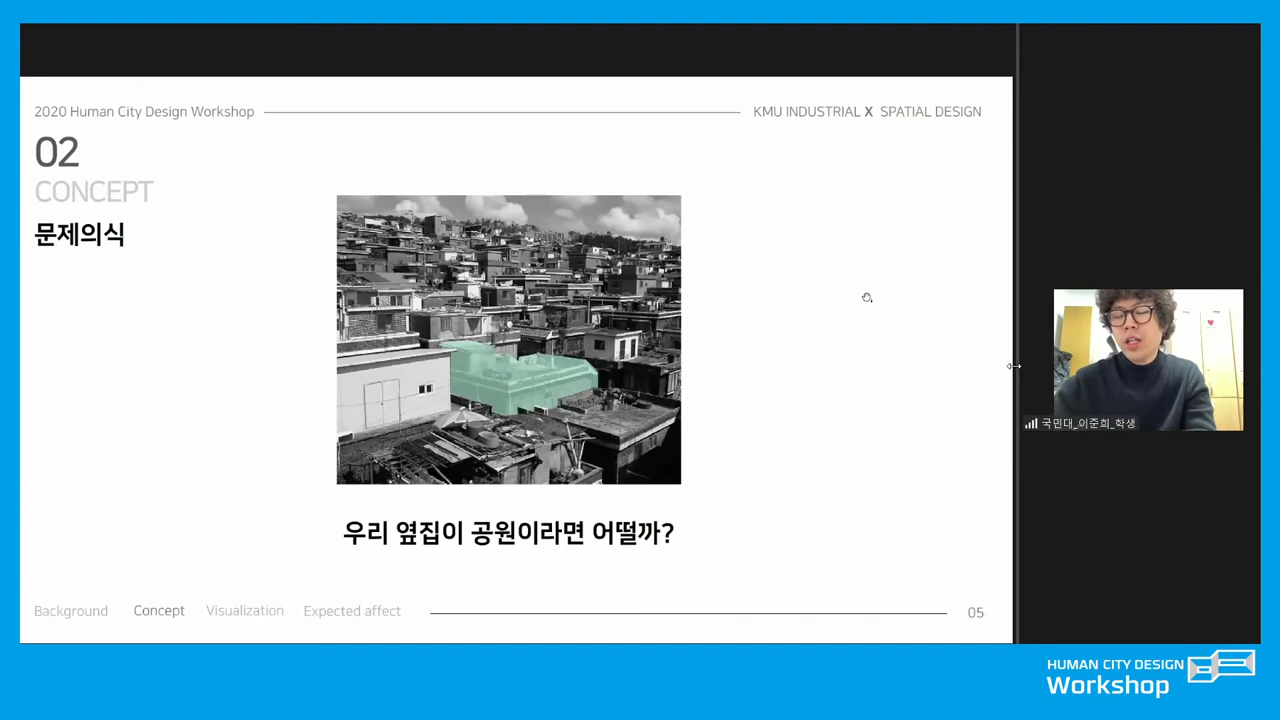 2020 Human City Design Workshop
KMU INDUSTRIAL X SPATIAL DESIGN
02
CONCEPT
문제의식
우리 옆집이 공원이라면 어떨까?
국민대_이준희_학생
Background Concept Visualization Expected affect
05
HUMAN CITY DESIGN
Workshop